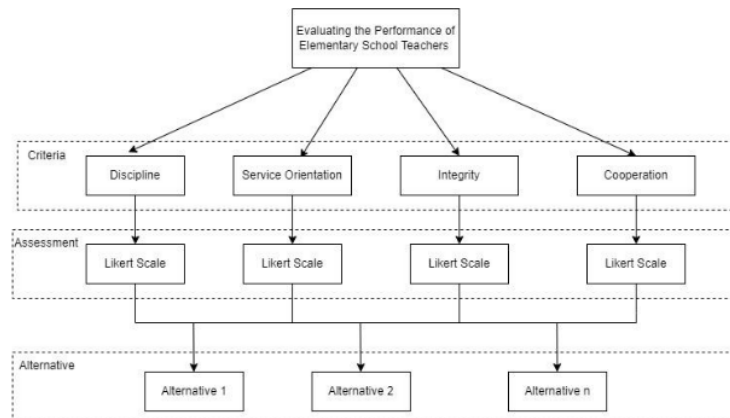 Evaluating the Performance of
Elementary School Teachers
Criteria
Discipline
Service Orientation
Integrity
Cooperation
Assessment
Likert Scale
Likert Scale
Likert Scale
Likert Scale
Alternative
Alternative 1
Alternative 2
Alternative n